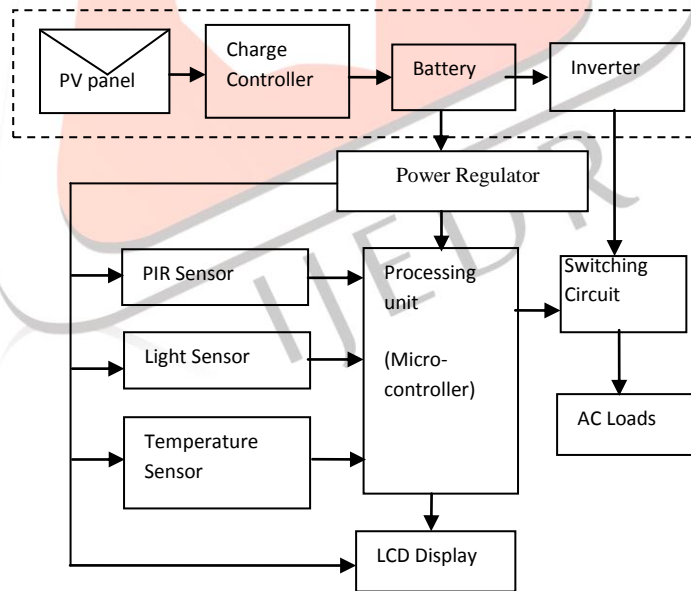 PV panel
Charge
Controller
Battery
Inverter
Power Regulator
PIR Sensor
Processing
unit
(Micro-
controller)
Switching
Circuit
Light Sensor
AC Loads
Temperature
Sensor
LCD Display
IJEDR